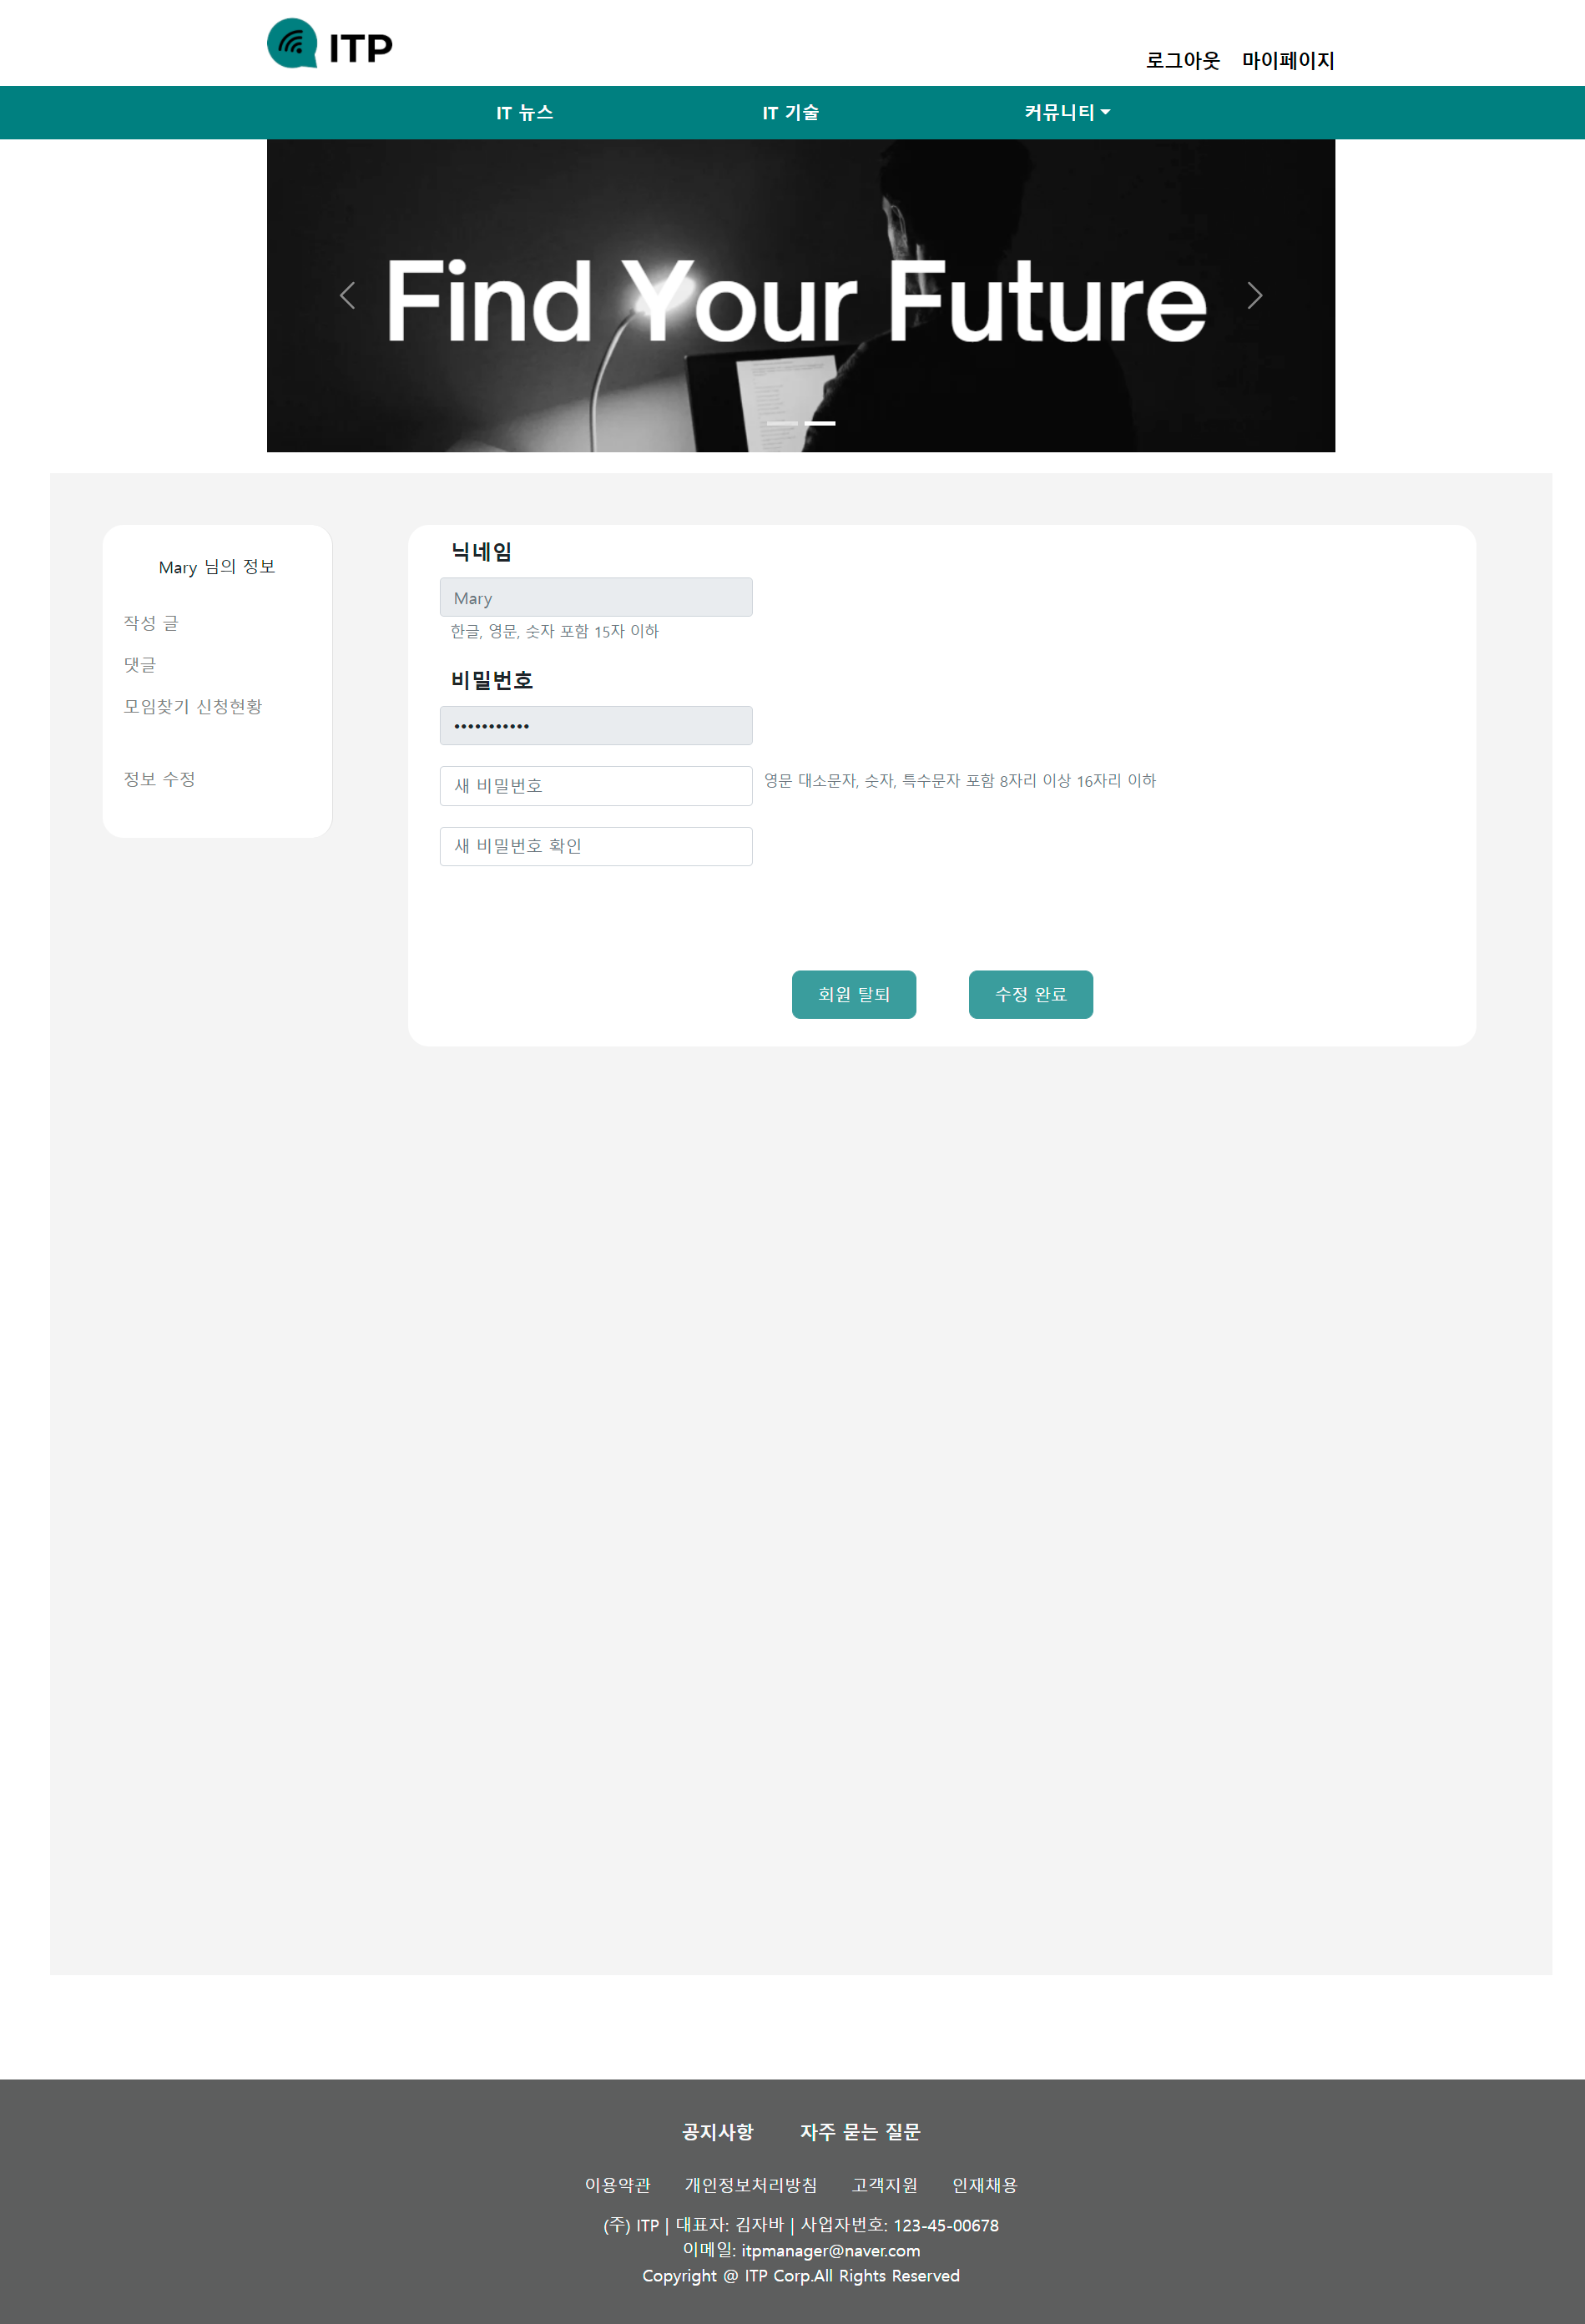 ITP
로그아웃 마이페이지
IT 뉴스 IT 기술 커뮤니티
Find Your Future
Mary 님의 정보
작성 글
댓글
모임찾기 신청현황
정보 수정
닉네임
Mary
한글, 영문, 숫자 포함 15자 이하
비밀번호
•••••••••••
새 비밀번호
영문 대소문자, 숫자, 특수문자 포함 8자리 이상 16자리 이하
새 비밀번호 확인
회원 탈퇴 수정 완료
공지사항 자주 묻는 질문
이용약관 개인정보처리방침 고객지원 인재채용
(주) ITP | 대표자: 김자바 | 사업자번호: 123-45-00678
이메일: itpmanager@naver.com
Copyright @ ITP Corp.All Rights Reserved